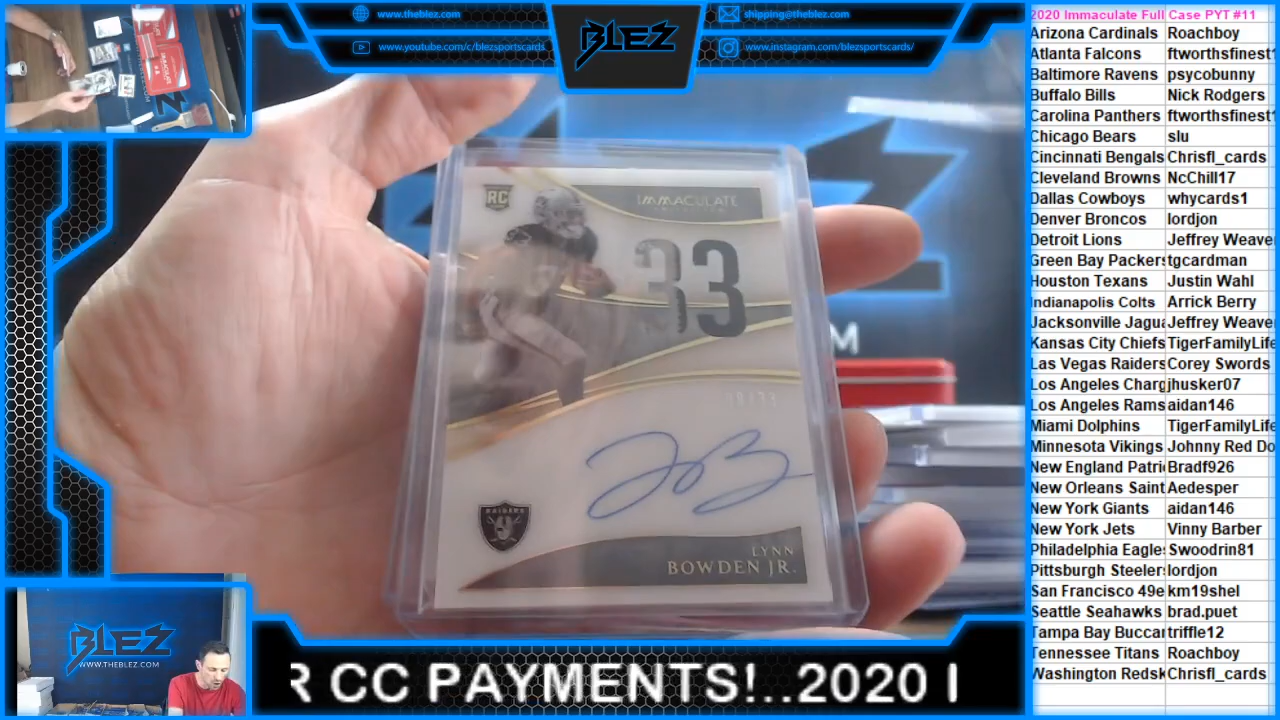 www.theblez.com
www.youtube.com/c/blezsportscards
BLEZ
shipping@theblez.com
www.instagram.com/blezsportscards/
RC
IMMACULATE
33
RAIDERS
LYNN
BOWDEN JR.
BLEZ
WWW.THEBLEZ.COM
R CC PAYMENTS!..2020 I
2020 Immaculate Full Case PYT #11
Arizona Cardinals Roachboy
Atlanta Falcons ftworthsfinest1
Baltimore Ravens psycobunny
Buffalo Bills Nick Rodgers
Carolina Panthers ftworthsfinest1
Chicago Bears slu
Cincinnati Bengals Chrisfl_cards
Cleveland Browns NcChill17
Dallas Cowboys whycards1
Denver Broncos lordjon
Detroit Lions Jeffrey Weave
Green Bay Packers tgcardman
Houston Texans Justin Wahl
Indianapolis Colts Arrick Berry
Jacksonville Jagua Jeffrey Weave
Kansas City Chiefs TigerFamilyLife
Las Vegas Raiders Corey Swords
Los Angeles Charg jhusker07
Los Angeles Rams aidan146
Miami Dolphins TigerFamilyLife
Minnesota Vikings Johnny Red Do
New England Patri Bradf926
New Orleans Saint Aedesper
New York Giants aidan146
New York Jets Vinny Barber
Philadelphia Eagle Swoodrin81
Pittsburgh Steelers lordjon
San Francisco 49e km19shel
Seattle Seahawks brad.puet
Tampa Bay Buccar triffle12
Tennessee Titans Roachboy
Washington Redsk Chrisfl_cards